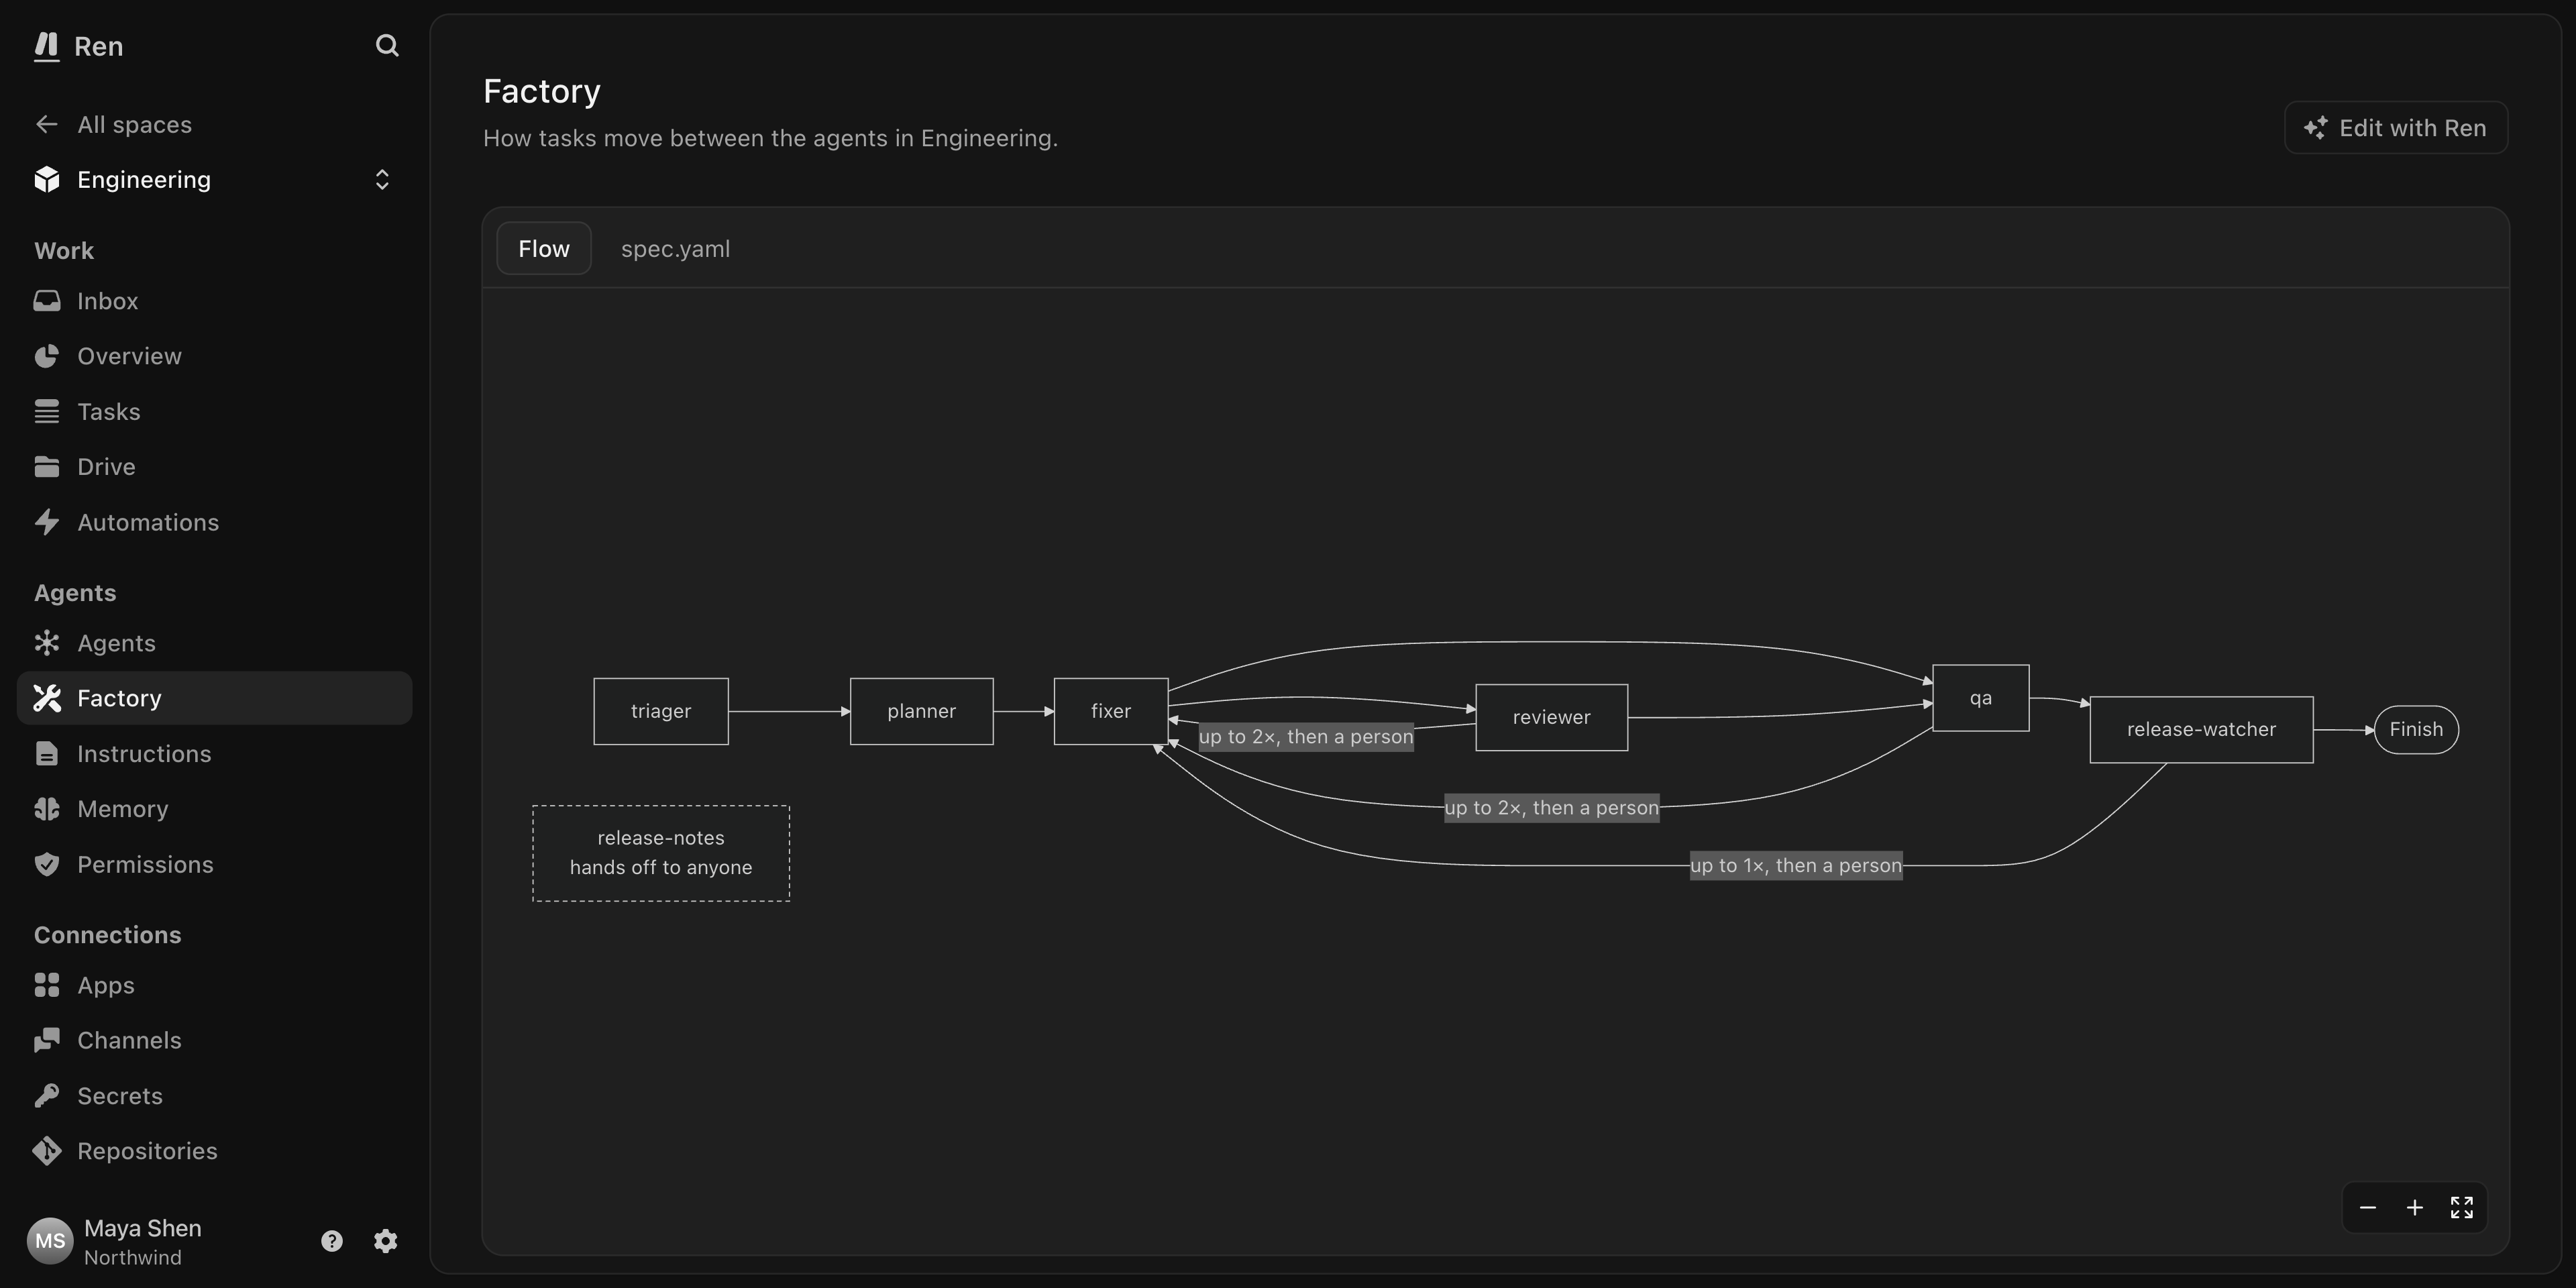 Ren
All spaces
Engineering
Work
Inbox
Overview
Tasks
Drive
Automations
Agents
Agents
Factory
Instructions
Memory
Permissions
Connections
Apps
Channels
Secrets
Repositories
MS
Maya Shen
Northwind
?
Factory
How tasks move between the agents in Engineering.
Edit with Ren
Flow
spec.yaml
triager
planner
fixer
reviewer
qa
release-watcher
Finish
up to 2×, then a person
up to 2×, then a person
up to 1×, then a person
release-notes
hands off to anyone